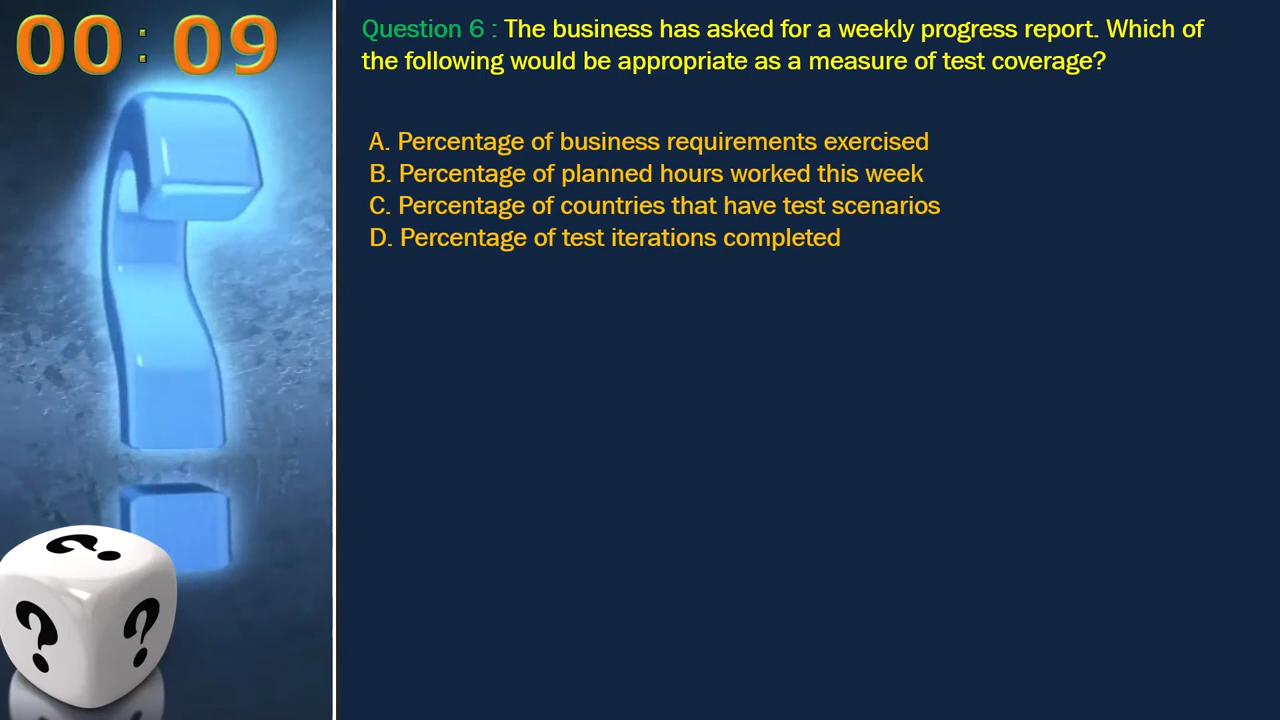 00:09
Question 6 : The business has asked for a weekly progress report. Which of
the following would be appropriate as a measure of test coverage?
A. Percentage of business requirements exercised
B. Percentage of planned hours worked this week
C. Percentage of countries that have test scenarios
D. Percentage of test iterations completed
?
?
?
?